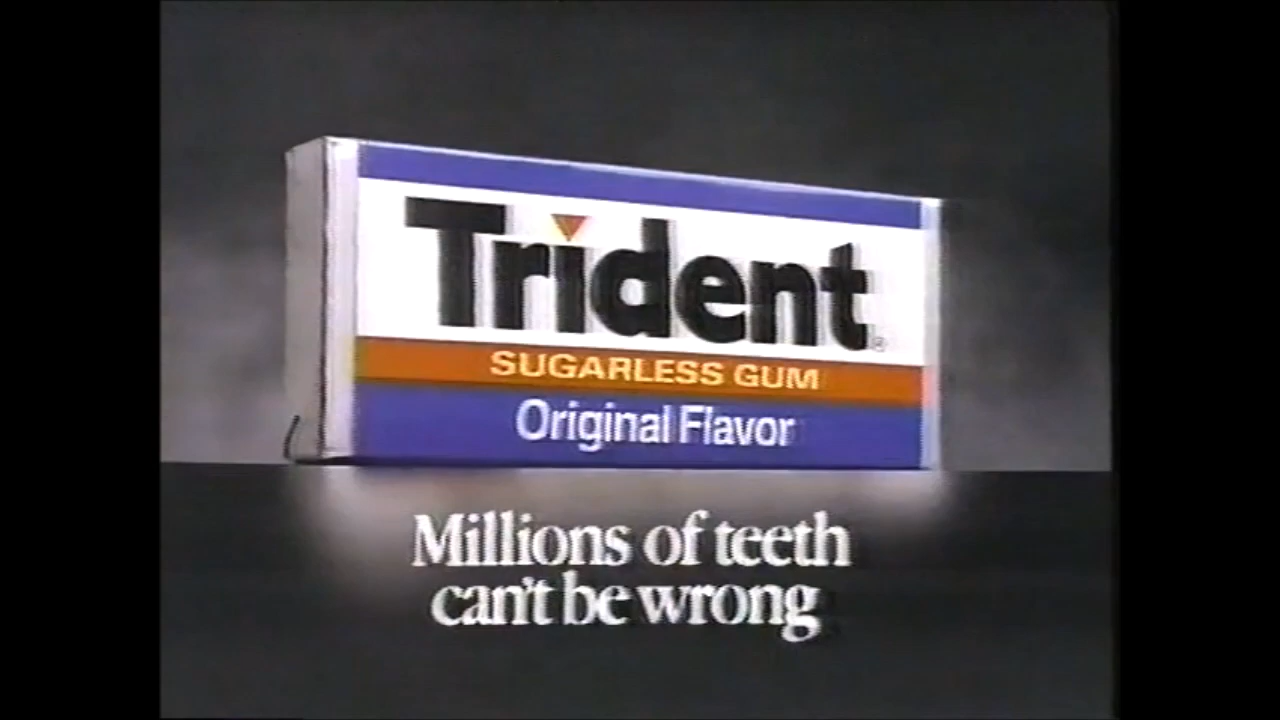 Trident®
SUGARLESS GUM
Original Flavor
Millions of teeth
can't be wrong